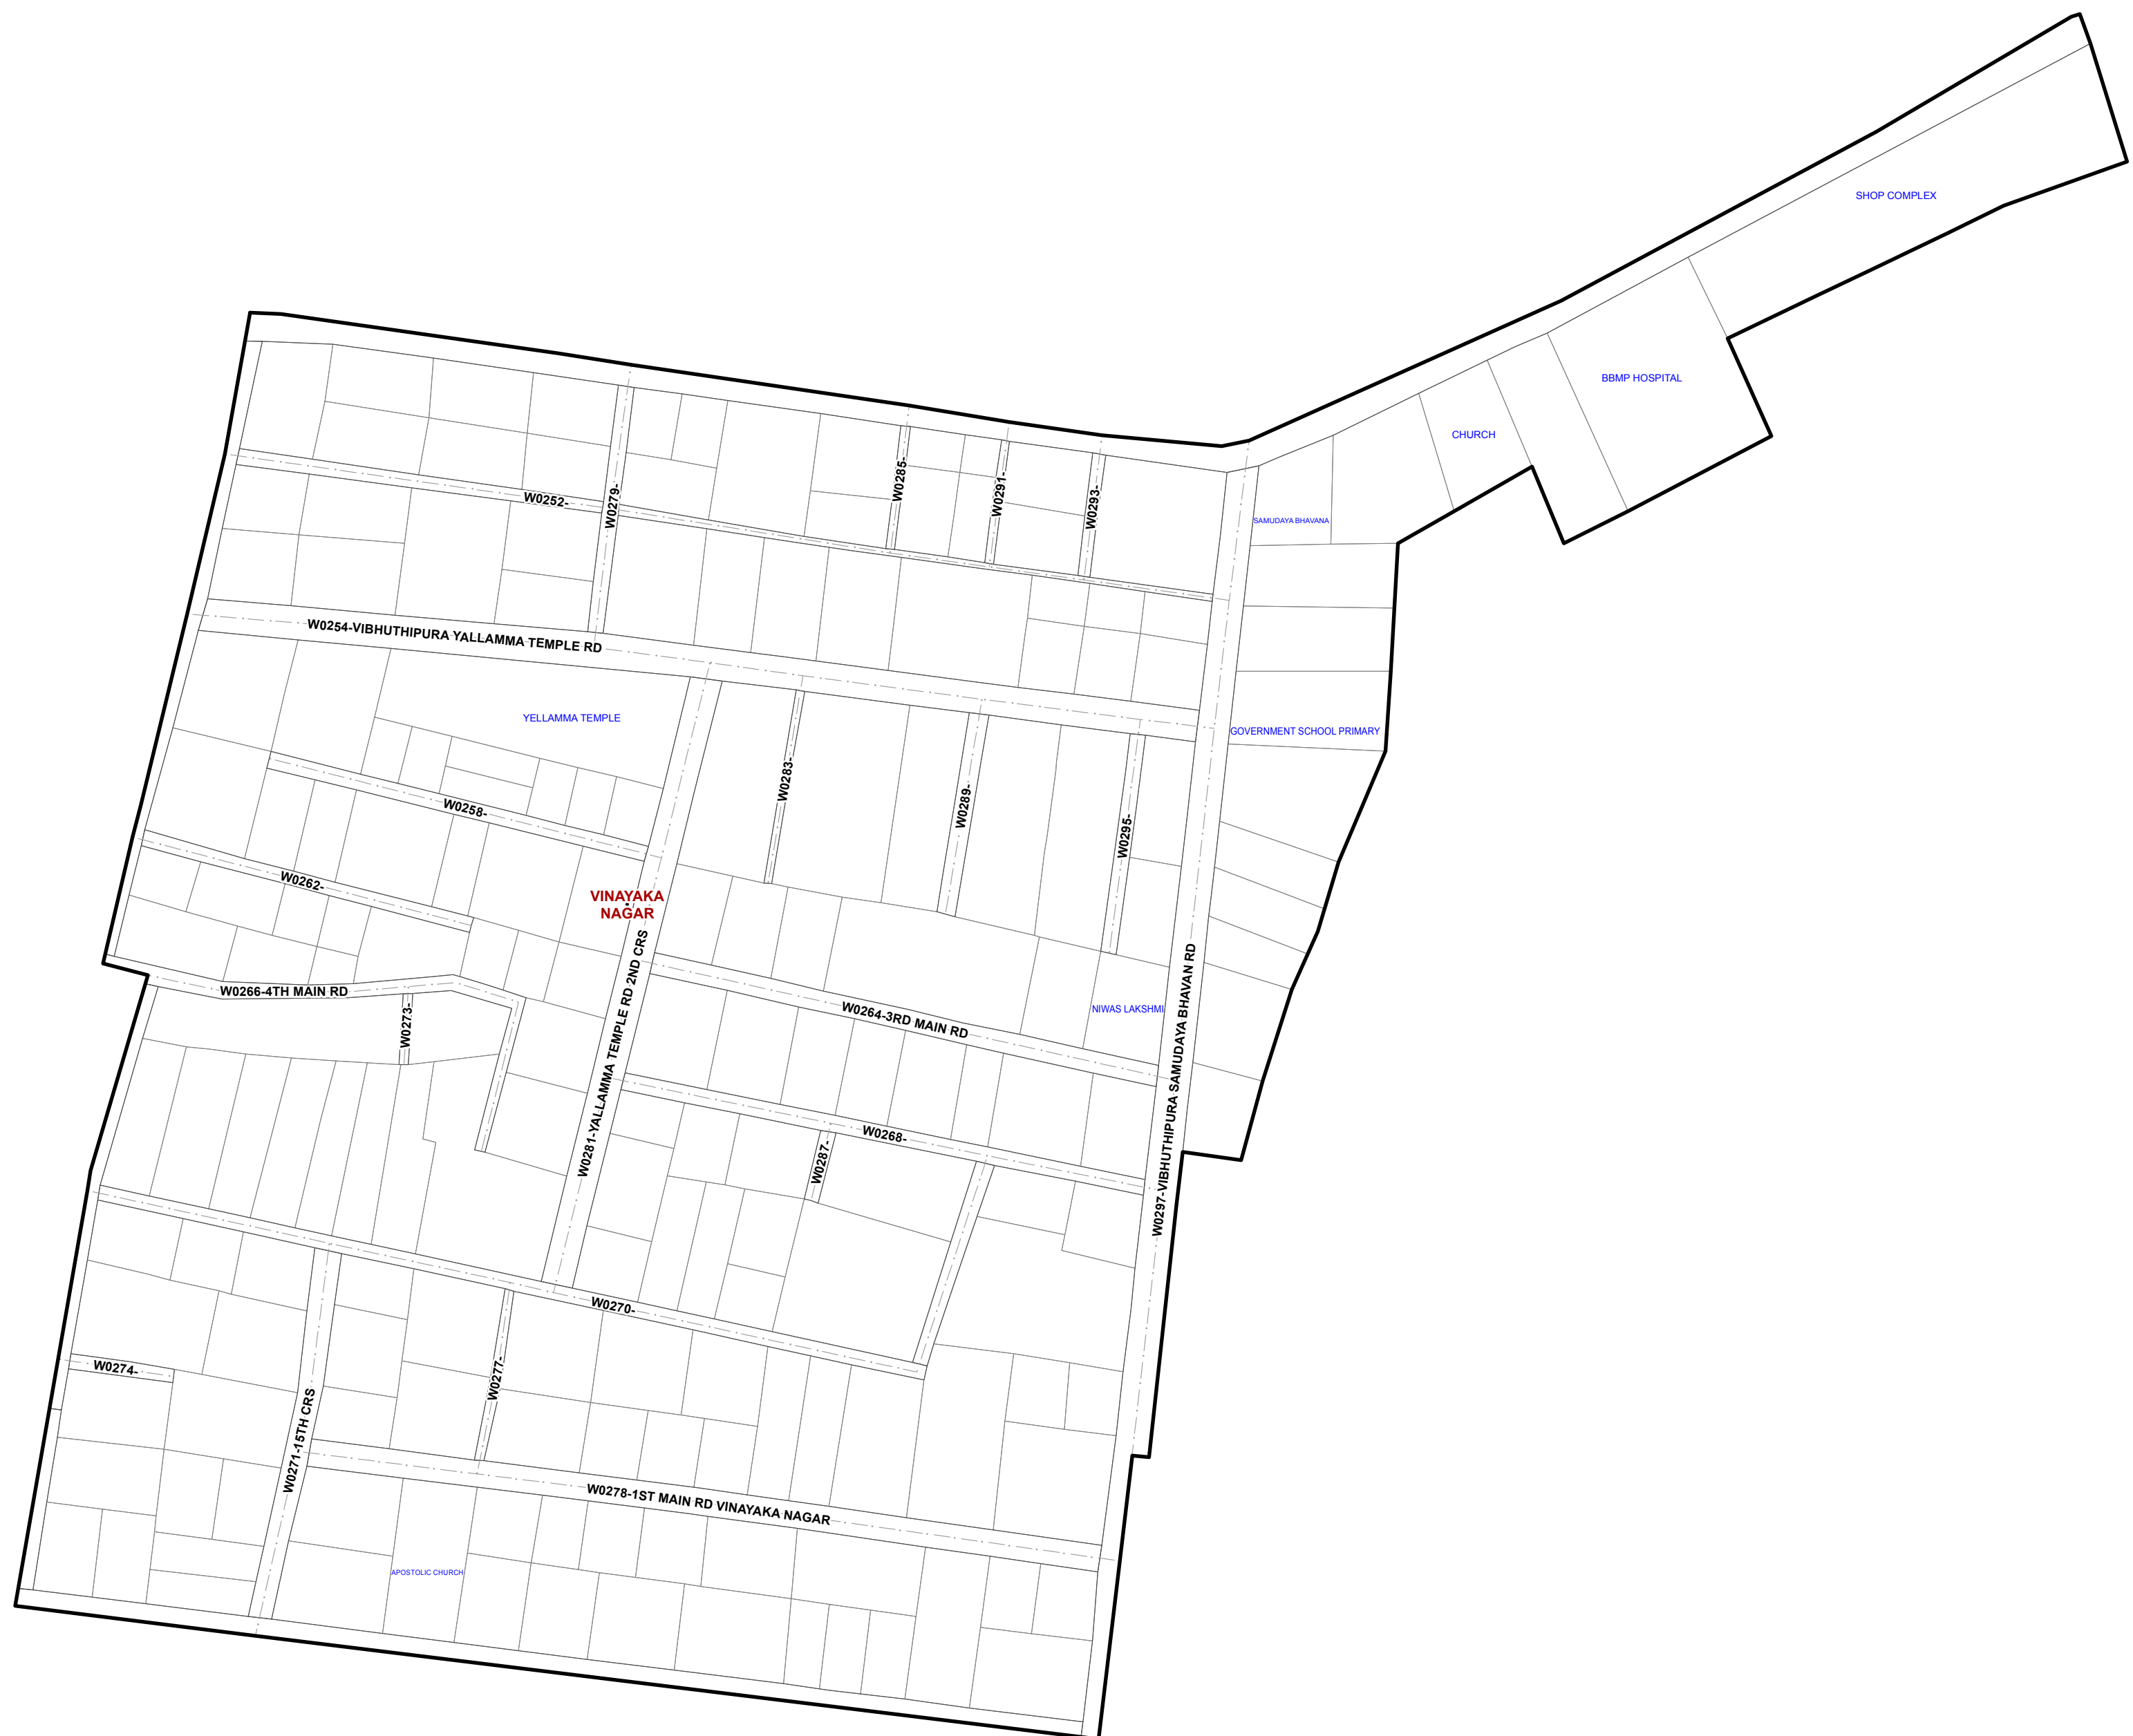 SHOP COMPLEX
BBMP HOSPITAL
CHURCH
SAMUDAYA BHAVANA
W0252-
W0279-
W0285-
W0291-
W0293-
W0254-VIBHUTHIPURA YALLAMMA TEMPLE RD
YELLAMMA TEMPLE
GOVERNMENT SCHOOL PRIMARY
W0283-
W0289-
W0295-
W0258-
W0262-
VINAYAKA
NAGAR
W0266-4TH MAIN RD
W0273-
W0281-YALLAMMA TEMPLE RD 2ND CRS
W0264-3RD MAIN RD
NIWAS LAKSHMI
W0297-VIBHUTHIPURA SAMUDAYA BHAVAN RD
W0268-
W0287-
W0270-
W0274-
W0277-
W0271-15TH CRS
W0278-1ST MAIN RD VINAYAKA NAGAR
APOSTOLIC CHURCH